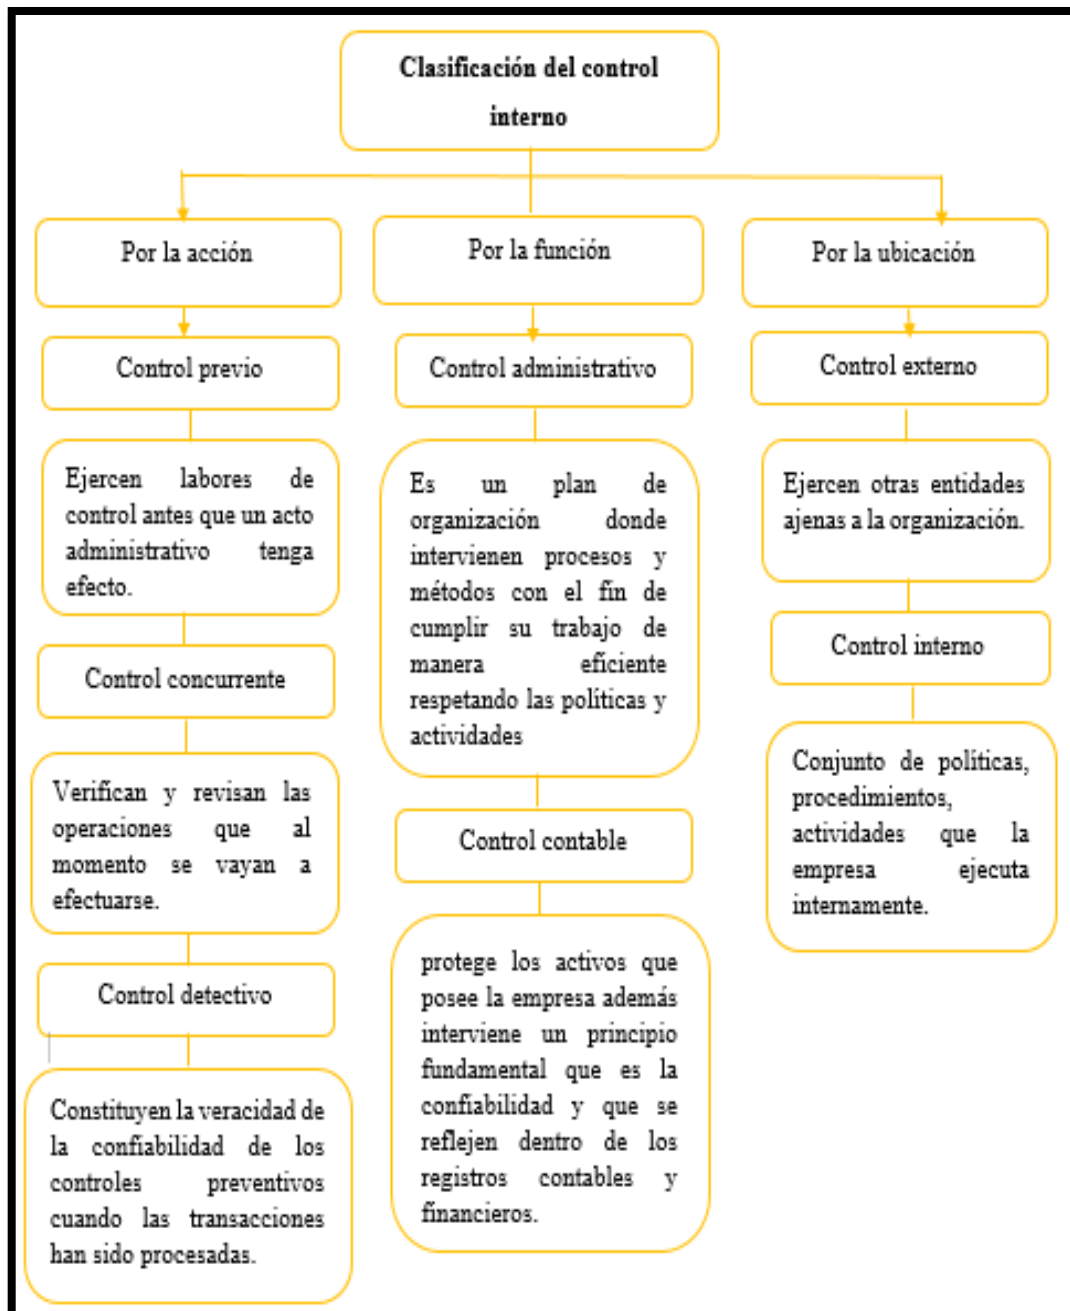 Clasificación del control
interno
Por la acción
Control previo
Ejercen labores de
control antes que un acto
administrativo tenga
efecto.
Control concurrente
Verifican y revisan las
operaciones que al
momento se vayan a
efectuarse.
Control detectivo
Constituyen la veracidad de
la confiabilidad de los
controles preventivos
cuando las transacciones
han sido procesadas.
Por la función
Control administrativo
Es un plan de
organización donde
intervienen procesos y
métodos con el fin de
cumplir su trabajo de
manera eficiente
respetando las políticas y
actividades
Control contable
protege los activos que
posee la empresa además
interviene un principio
fundamental que es la
confiabilidad y que se
reflejen dentro de los
registros contables y
financieros.
Por la ubicación
Control externo
Ejercen otras entidades
ajenas a la organización.
Control interno
Conjunto de políticas,
procedimientos,
actividades que la
empresa ejecuta
internamente.